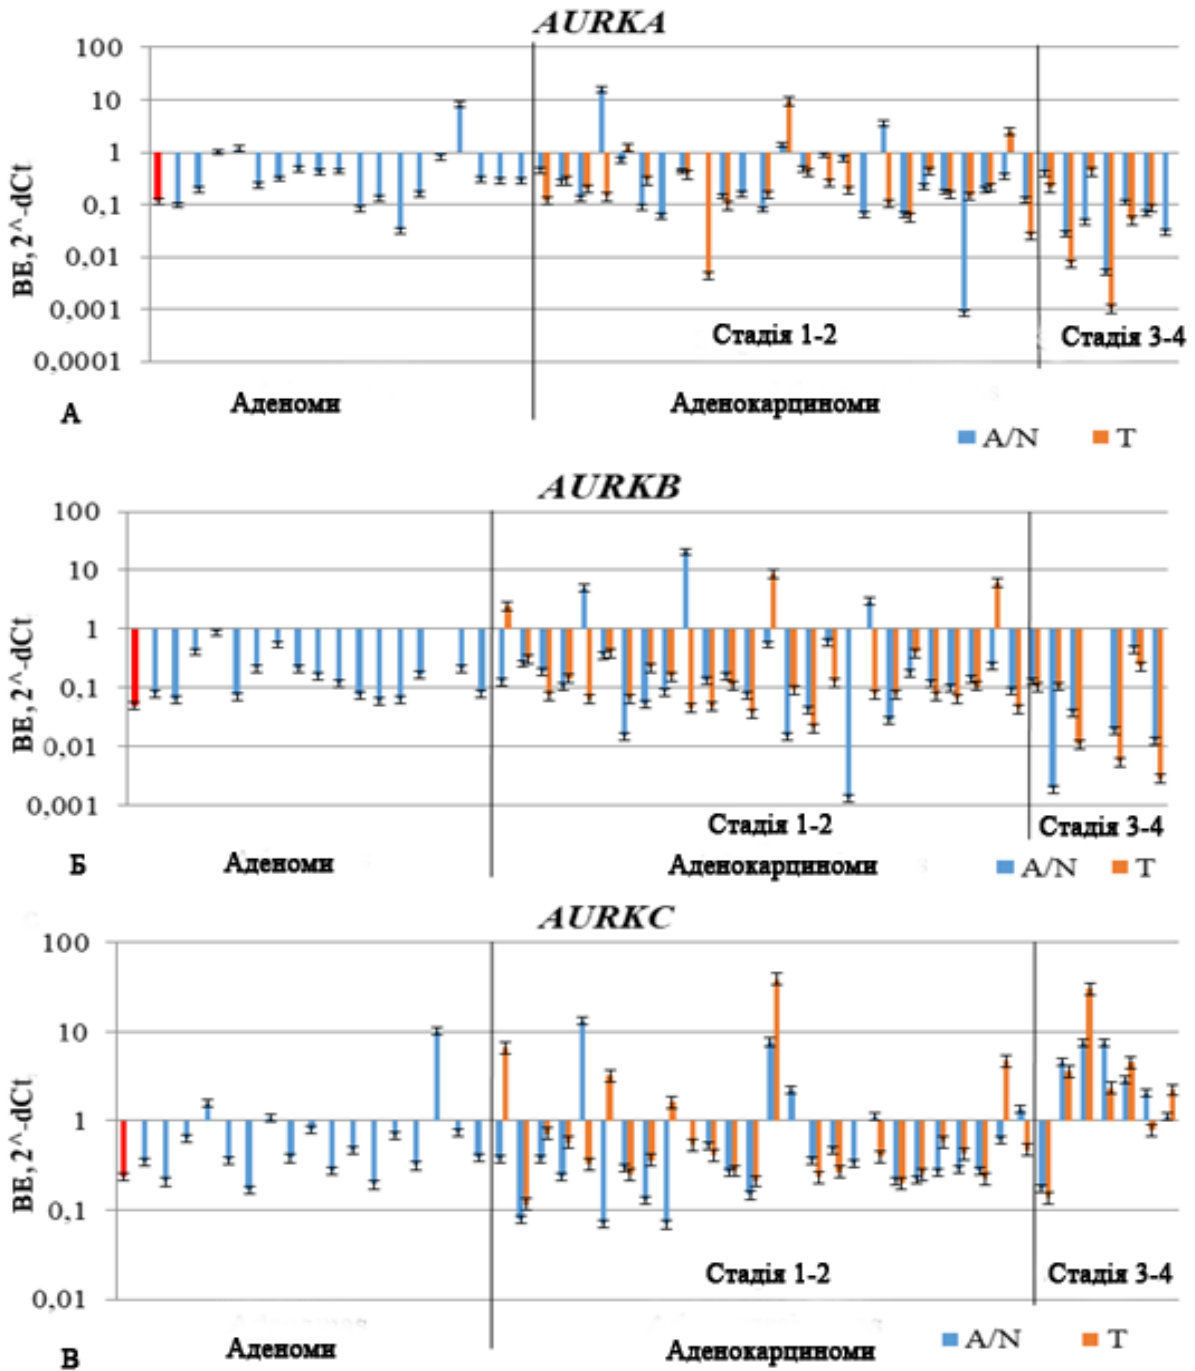 AURKA
100
10
1
0,1
0,01
0,001
0,0001
ВЕ, 2^-dCt
Стадія 1-2
Стадія 3-4
Аденоми
Аденокарциноми
А
A/N
T
AURKB
100
10
1
0,1
0,01
0,001
ВЕ, 2^-dCt
Стадія 1-2
Стадія 3-4
Аденоми
Аденокарциноми
Б
A/N
T
AURKC
100
10
1
0,1
0,01
ВЕ, 2^-dCt
Стадія 1-2
Стадія 3-4
Аденоми
Аденокарциноми
В
A/N
T